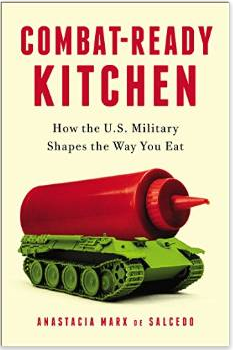 COMBAT-READY
KITCHEN
How the U.S. Military
Shapes the Way You Eat
ANASTACIA MARX DE SALCEDO